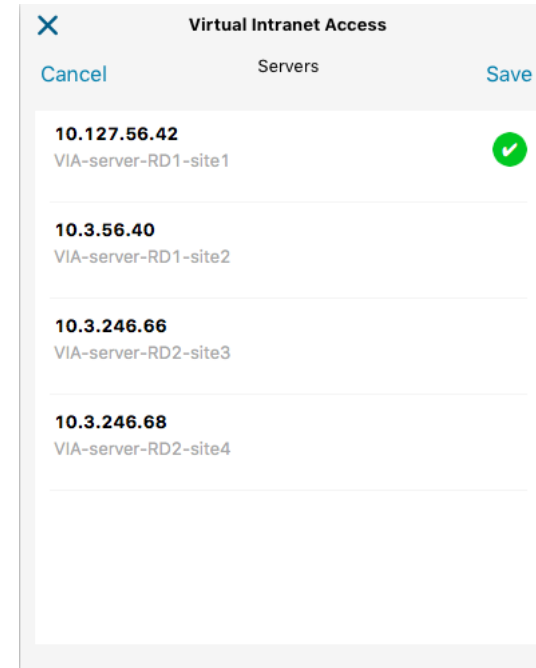 Virtual Intranet Access
Cancel
Servers
Save
10.127.56.42
VIA-server-RD1-site1
10.3.56.40
VIA-server-RD1-site2
10.3.246.66
VIA-server-RD2-site3
10.3.246.68
VIA-server-RD2-site4